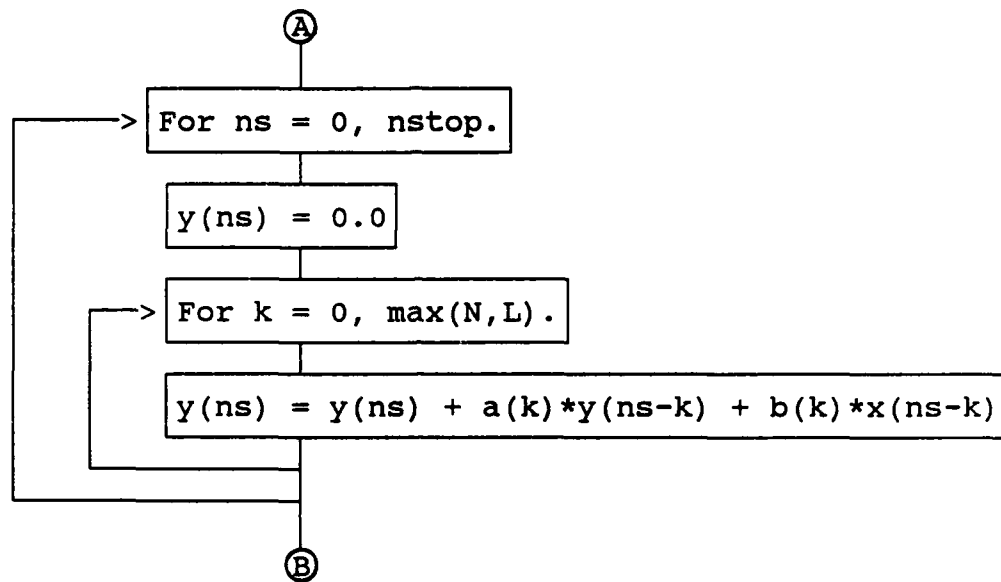 A
For ns = 0, nstop.
y(ns) = 0.0
For k = 0, max(N,L).
y(ns) = y(ns) + a(k)*y(ns-k) + b(k)*x(ns-k)
B